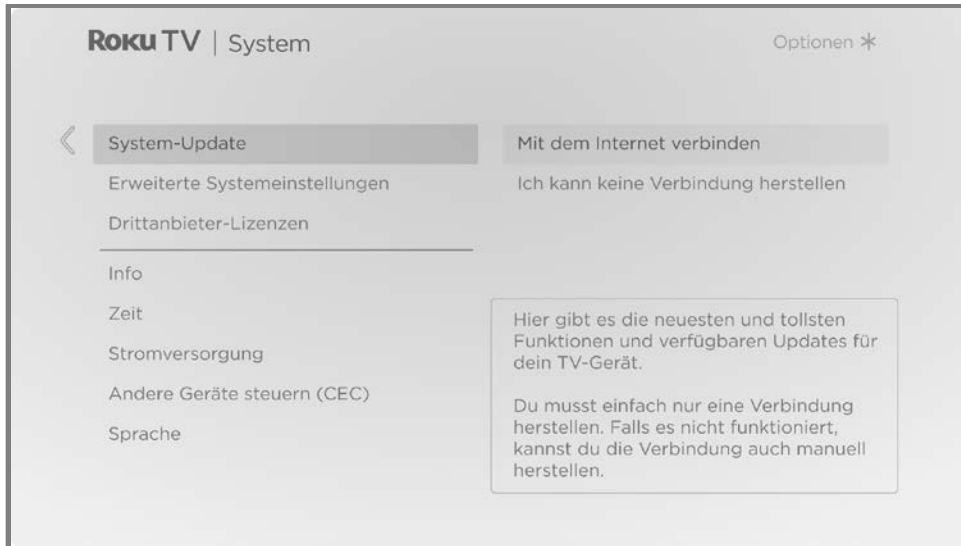 Roku TV | System
Optionen *
System-Update
Erweiterte Systemeinstellungen
Drittanbieter-Lizenzen
Info
Zeit
Stromversorgung
Andere Geräte steuern (CEC)
Sprache
Mit dem Internet verbinden
Ich kann keine Verbindung herstellen
Hier gibt es die neuesten und tollsten
Funktionen und verfügbaren Updates für
dein TV-Gerät.
Du musst einfach nur eine Verbindung
herstellen. Falls es nicht funktioniert,
kannst du die Verbindung auch manuell
herstellen.